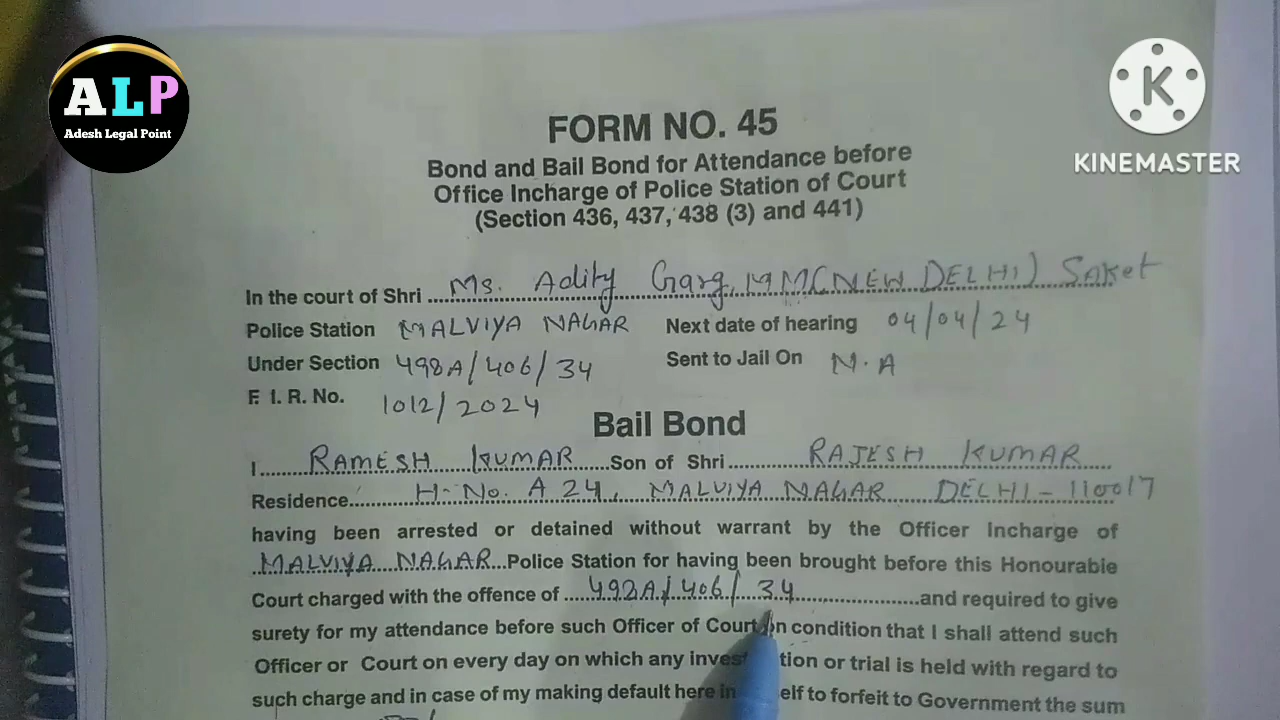 ALP
Adesh Legal Point
KINEMASTER
FORM NO. 45
Bond and Bail Bond for Attendance before
Office Incharge of Police Station of Court
(Section 436, 437, 438 (3) and 441)
In the court of Shri Ms. Adity Garg, MM(NEW DELHI) Saket
Police Station MALVIYA NAGAR Next date of hearing 04/04/24
Under Section 498A/406/34 Sent to Jail On N.A
F. I. R. No. 1012/2024
Bail Bond
I RAMESH KUMAR Son of Shri RAJESH KUMAR
Residence H-No. A 24, MALVIYA NAGAR DELHI-110017
having been arrested or detained without warrant by the Officer Incharge of
MALVIYA NAGAR Police Station for having been brought before this Honourable
Court charged with the offence of 498A/406/34 and required to give
surety for my attendance before such Officer of Court on condition that I shall attend such
Officer or Court on every day on which any tion or trial is held with regard to
such charge and in case of my making default here in to forfeit to Government the sum